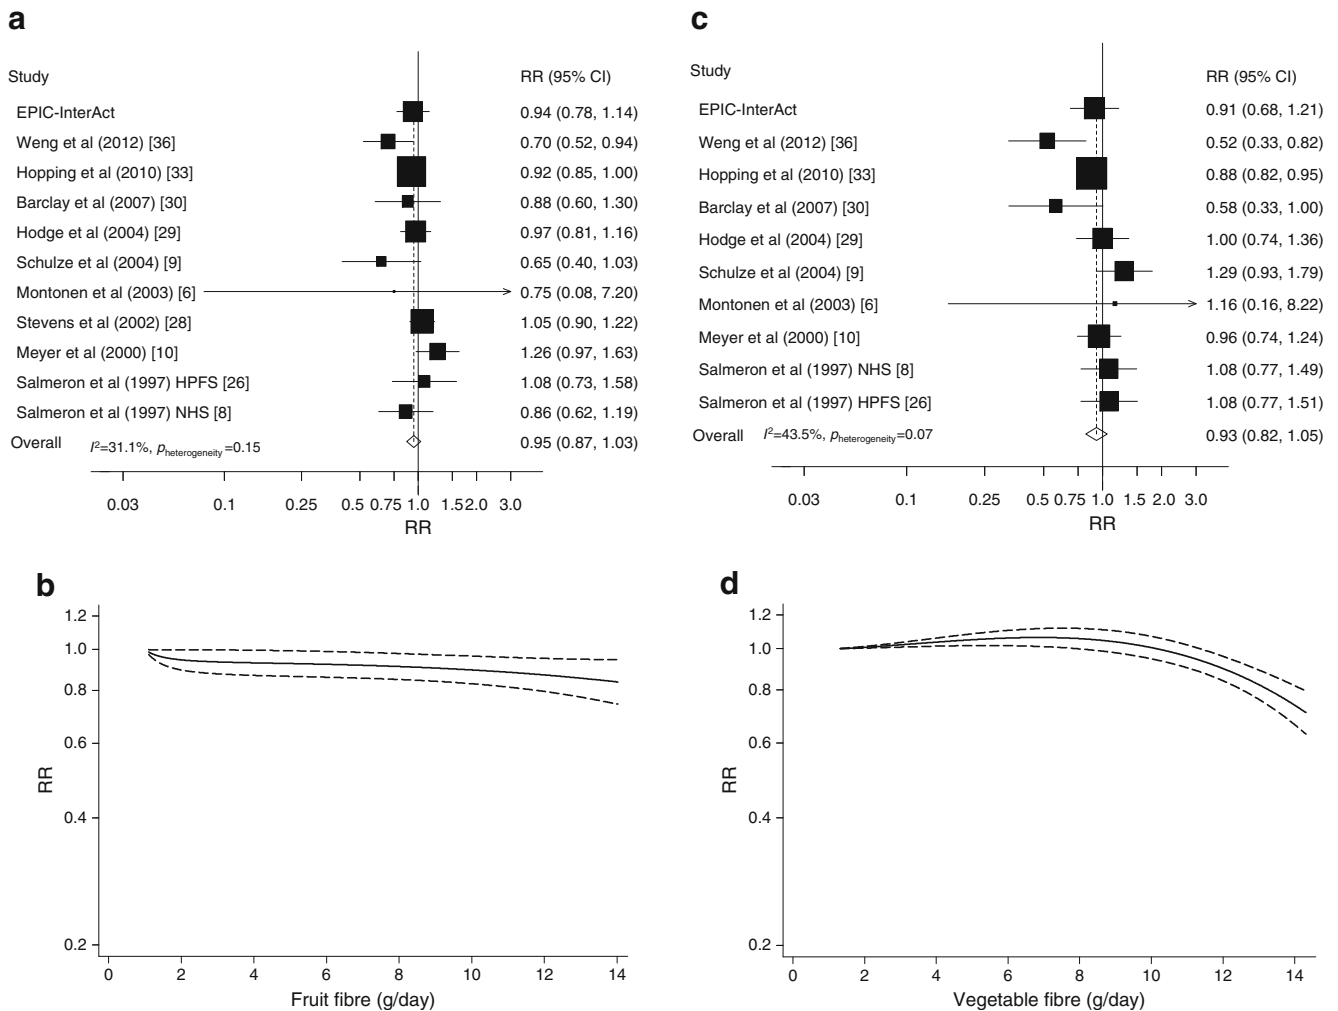 a
Study RR (95% CI)
EPIC-InterAct 0.94 (0.78, 1.14)
Weng et al (2012) [36] 0.70 (0.52, 0.94)
Hopping et al (2010) [33] 0.92 (0.85, 1.00)
Barclay et al (2007) [30] 0.88 (0.60, 1.30)
Hodge et al (2004) [29] 0.97 (0.81, 1.16)
Schulze et al (2004) [9] 0.65 (0.40, 1.03)
Montonen et al (2003) [6] 0.75 (0.08, 7.20)
Stevens et al (2002) [28] 1.05 (0.90, 1.22)
Meyer et al (2000) [10] 1.26 (0.97, 1.63)
Salmeron et al (1997) HPFS [26] 1.08 (0.73, 1.58)
Salmeron et al (1997) NHS [8] 0.86 (0.62, 1.19)
Overall I²=31.1%, pheterogeneity=0.15 0.95 (0.87, 1.03)
0.03 0.1 0.25 0.5 0.75 1.0 1.5 2.0 3.0
RR
c
Study RR (95% CI)
EPIC-InterAct 0.91 (0.68, 1.21)
Weng et al (2012) [36] 0.52 (0.33, 0.82)
Hopping et al (2010) [33] 0.88 (0.82, 0.95)
Barclay et al (2007) [30] 0.58 (0.33, 1.00)
Hodge et al (2004) [29] 1.00 (0.74, 1.36)
Schulze et al (2004) [9] 1.29 (0.93, 1.79)
Montonen et al (2003) [6] 1.16 (0.16, 8.22)
Meyer et al (2000) [10] 0.96 (0.74, 1.24)
Salmeron et al (1997) NHS [8] 1.08 (0.77, 1.49)
Salmeron et al (1997) HPFS [26] 1.08 (0.77, 1.51)
Overall I²=43.5%, pheterogeneity=0.07 0.93 (0.82, 1.05)
0.03 0.1 0.25 0.5 0.75 1.0 1.5 2.0 3.0
RR
b
1.2
1.0
0.8
0.6
0.4
0.2
RR
0 2 4 6 8 10 12 14
Fruit fibre (g/day)
d
1.2
1.0
0.8
0.6
0.4
0.2
RR
0 2 4 6 8 10 12 14
Vegetable fibre (g/day)